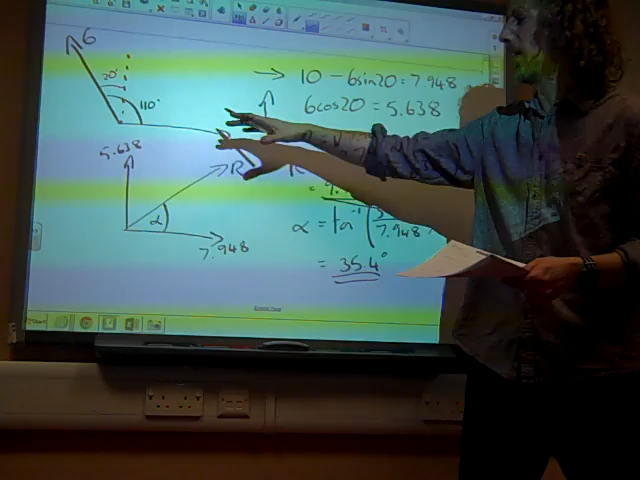 6
20°
110°
→ 10 - 6sin20 = 7.948
6cos20 = 5.638
5.638
R
α
7.948
α = tan⁻¹
7.948
= 35.4°